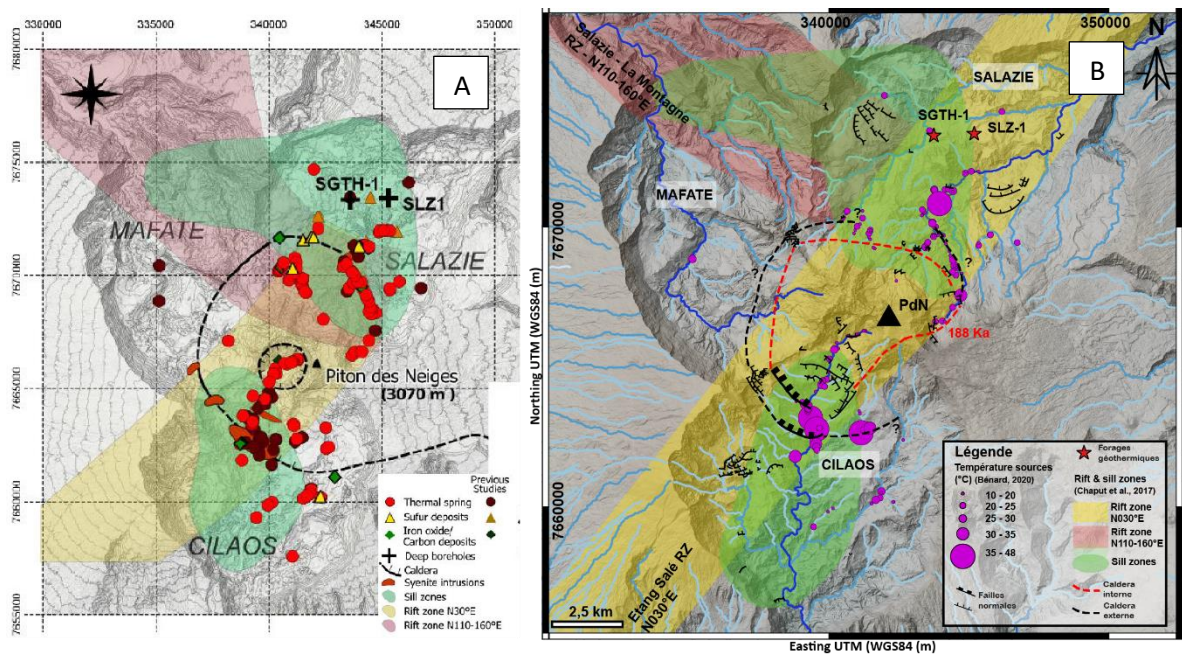 330000
335000
340000
345000
350000
A
7680000
7675000
7670000
7665000
7660000
7655000
SGTH-1
SLZ1
MAFATE
SALAZIE
Piton des Neiges
(3070 m )
CILAOS
Previous
Studies
Thermal spring
Sulfur deposits
Iron oxide/
Carbon deposits
Deep boreholes
Caldera
Syenite intrusions
Sill zones
Rift zone N30ºE
Rift zone N110-160ºE
340000
350000
N
B
Salazie - La Montagne
RZ - N110-160°E
SALAZIE
SGTH-1
SLZ-1
MAFATE
7670000
7660000
?
?
?
?
PdN
188 Ka
CILAOS
Etang Salé RZ
N030°E
2,5 km
Northing UTM (WGS84 (m)
Easting UTM (WGS84 (m)
Légende
Température sources
(°C) (Bénard, 2020)
10 - 20
20 - 25
25 - 30
30 - 35
35 - 48
Failles
normales
Forages
géothermiques
Rift & sill zones
(Chaput et al., 2017)
Rift zone
N030°E
Rift zone
N110-160°E
Sill zones
Caldera
interne
Caldera
externe